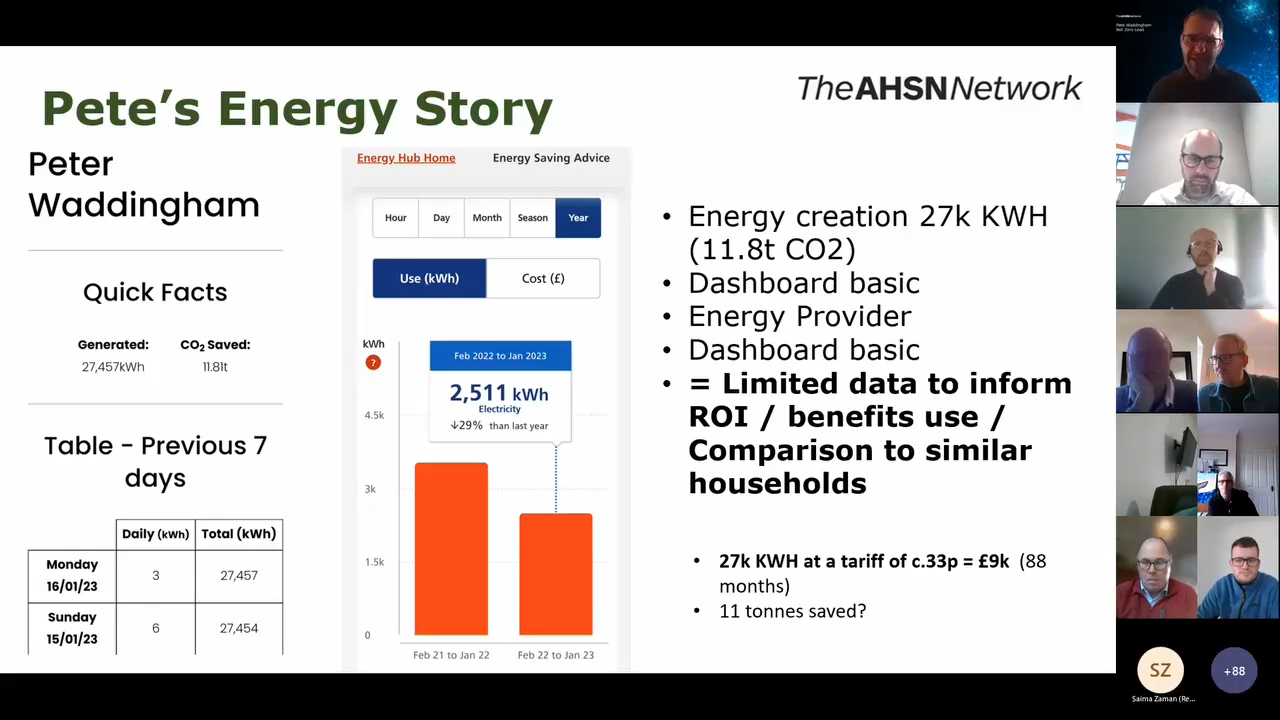 Pete’s Energy Story
The AHSN Network
Peter
Waddingham
Quick Facts
Generated: CO2 Saved:
27,457kWh 11.81t
Table - Previous 7
days
Daily (kWh) Total (kWh)
Monday
16/01/23 3 27,457
Sunday
15/01/23 6 27,454
Energy Hub Home Energy Saving Advice
Hour Day Month Season Year
Use (kWh) Cost (£)
kWh
?
Feb 2022 to Jan 2023
2,511 kWh
Electricity
↓29% than last year
4.5k
3k
1.5k
0
Feb 21 to Jan 22 Feb 22 to Jan 23
• Energy creation 27k KWH
(11.8t CO2)
• Dashboard basic
• Energy Provider
• Dashboard basic
• = Limited data to inform
ROI / benefits use /
Comparison to similar
households
• 27k KWH at a tariff of c.33p = £9k (88
months)
• 11 tonnes saved?
Peter Waddingham
Net Zero Lead
SZ
+88
Saima Zaman (Re...